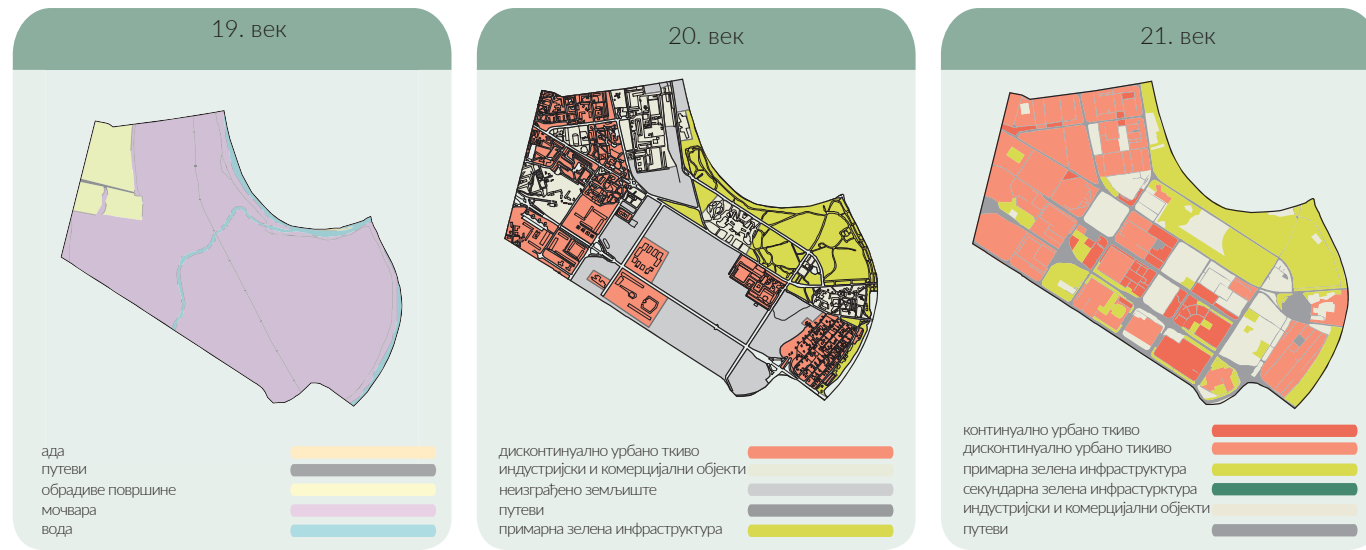 19. век
ада
путеви
обрадиве површине
мочвара
вода
20. век
дисконтинуално урбано ткиво
индустријски и комерцијални објекти
неизграђено земљиште
путеви
примарна зелена инфраструктура
21. век
континуално урбано ткиво
дисконтинуално урбано тикиво
примарна зелена инфраструктура
секундарна зелена инфрастурктура
индустријски и комерцијални објекти
путеви